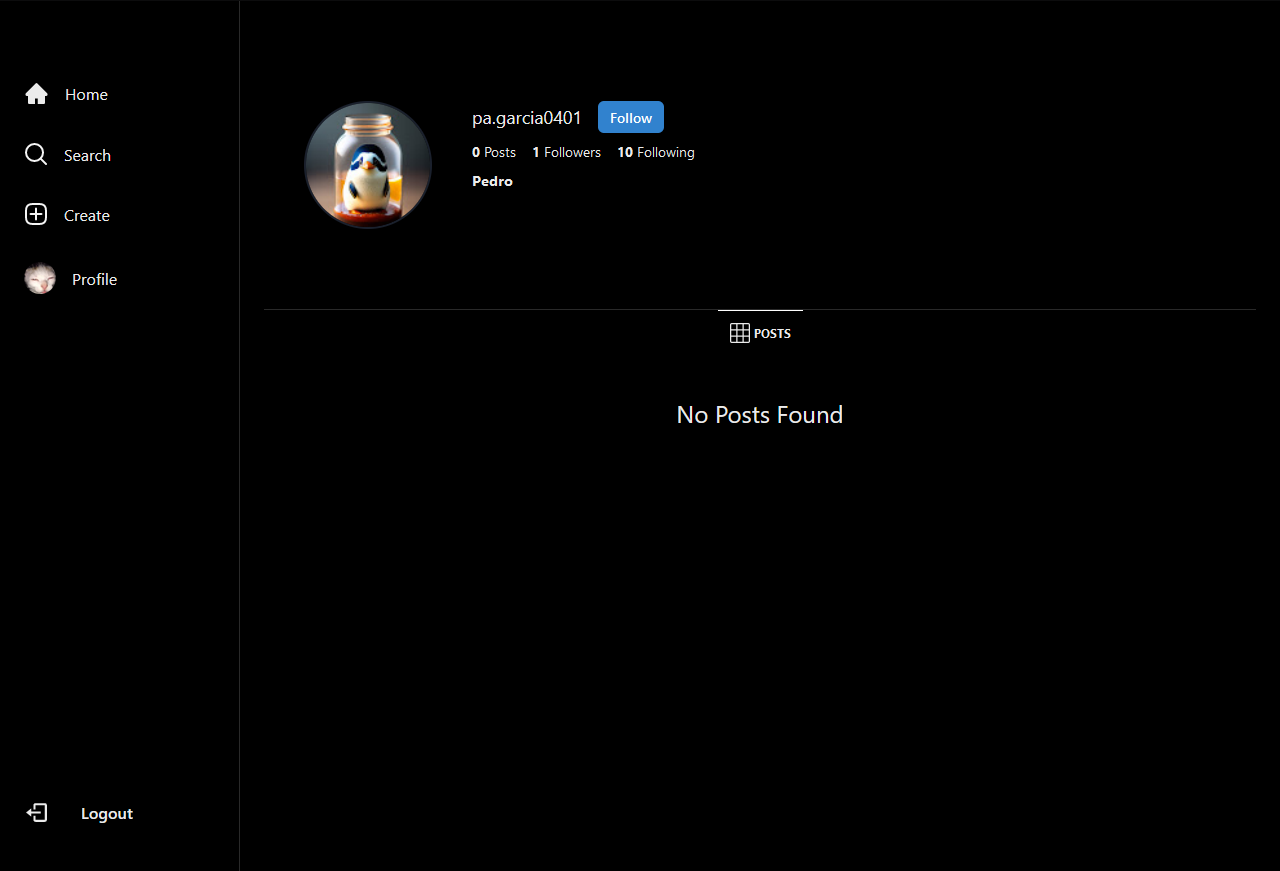 Home
Search
Create
Profile
Logout
pa.garcia0401 Follow
0 Posts 1 Followers 10 Following
Pedro
POSTS
No Posts Found